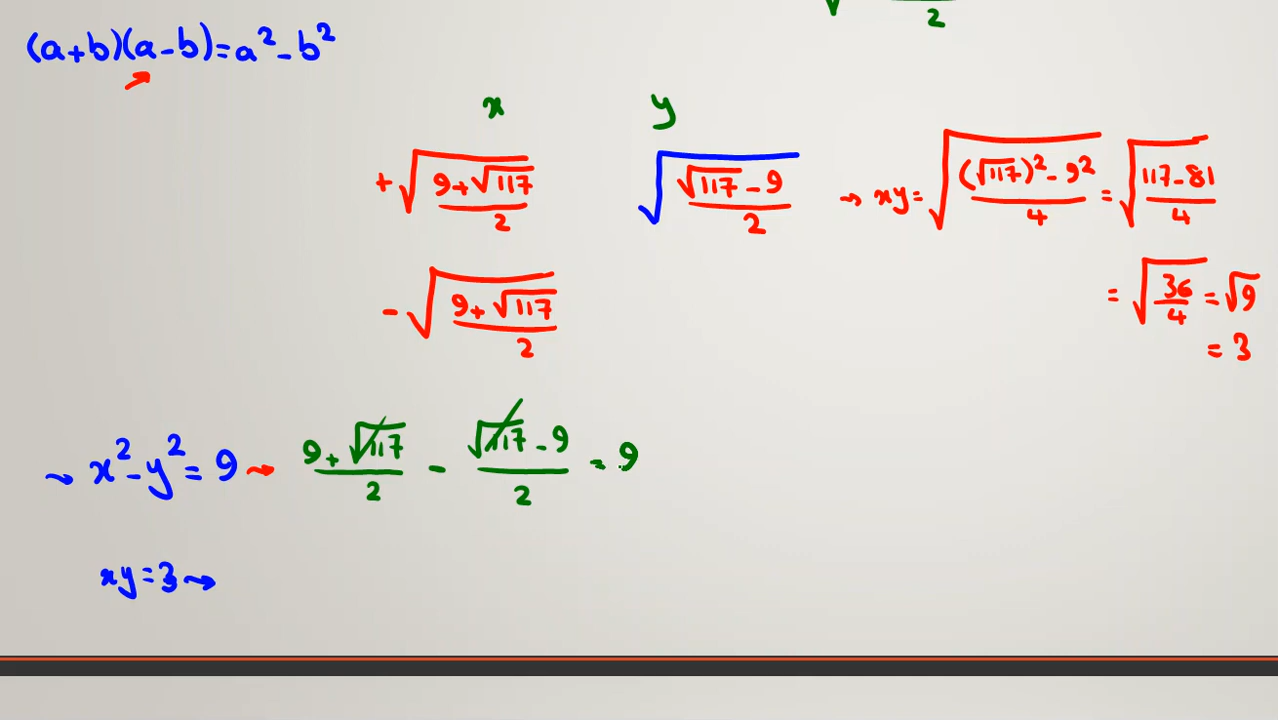 (a+b)(a-b)=a²-b²
2
x y
+√((9+√117)/2) √((√117-9)/2) → xy=√(((√117)²-9²)/4) = √((117-81)/4)
-√((9+√117)/2) = √(36/4) = √9
= 3
→ x²-y²=9 → (9+√117)/2 - (√117-9)/2 = 9
xy=3 →